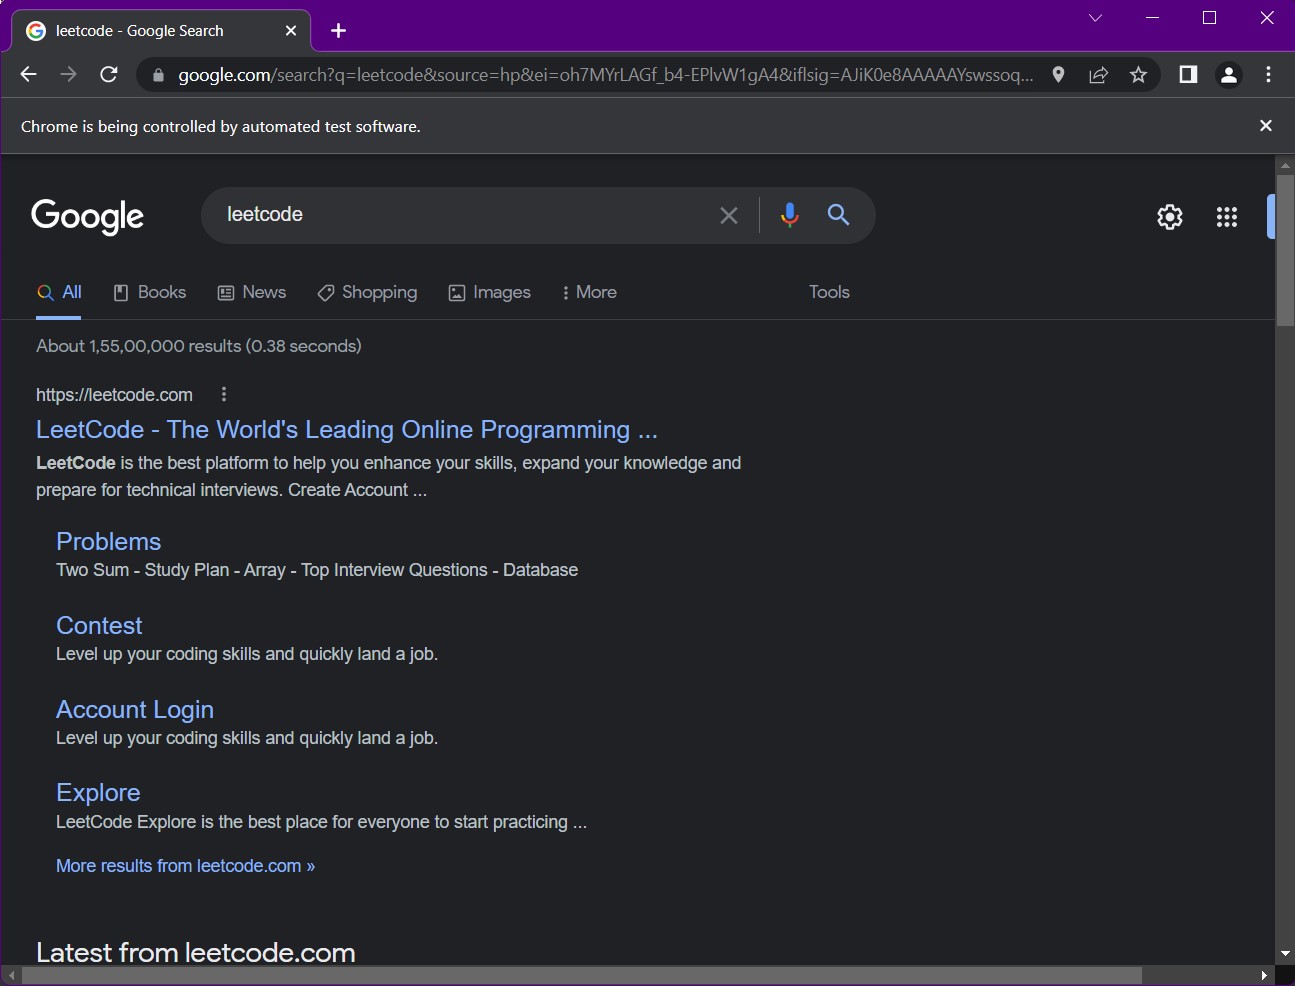 leetcode - Google Search
google.com/search?q=leetcode&source=hp&ei=oh7MYrLAGf_b4-EPlvW1gA4&iflsig=AJiK0e8AAAAAYswssoq...
Chrome is being controlled by automated test software.
Google
leetcode
All Books News Shopping Images More Tools
About 1,55,00,000 results (0.38 seconds)
https://leetcode.com
LeetCode - The World's Leading Online Programming ...
LeetCode is the best platform to help you enhance your skills, expand your knowledge and
prepare for technical interviews. Create Account ...
Problems
Two Sum - Study Plan - Array - Top Interview Questions - Database
Contest
Level up your coding skills and quickly land a job.
Account Login
Level up your coding skills and quickly land a job.
Explore
LeetCode Explore is the best place for everyone to start practicing ...
More results from leetcode.com »
Latest from leetcode.com